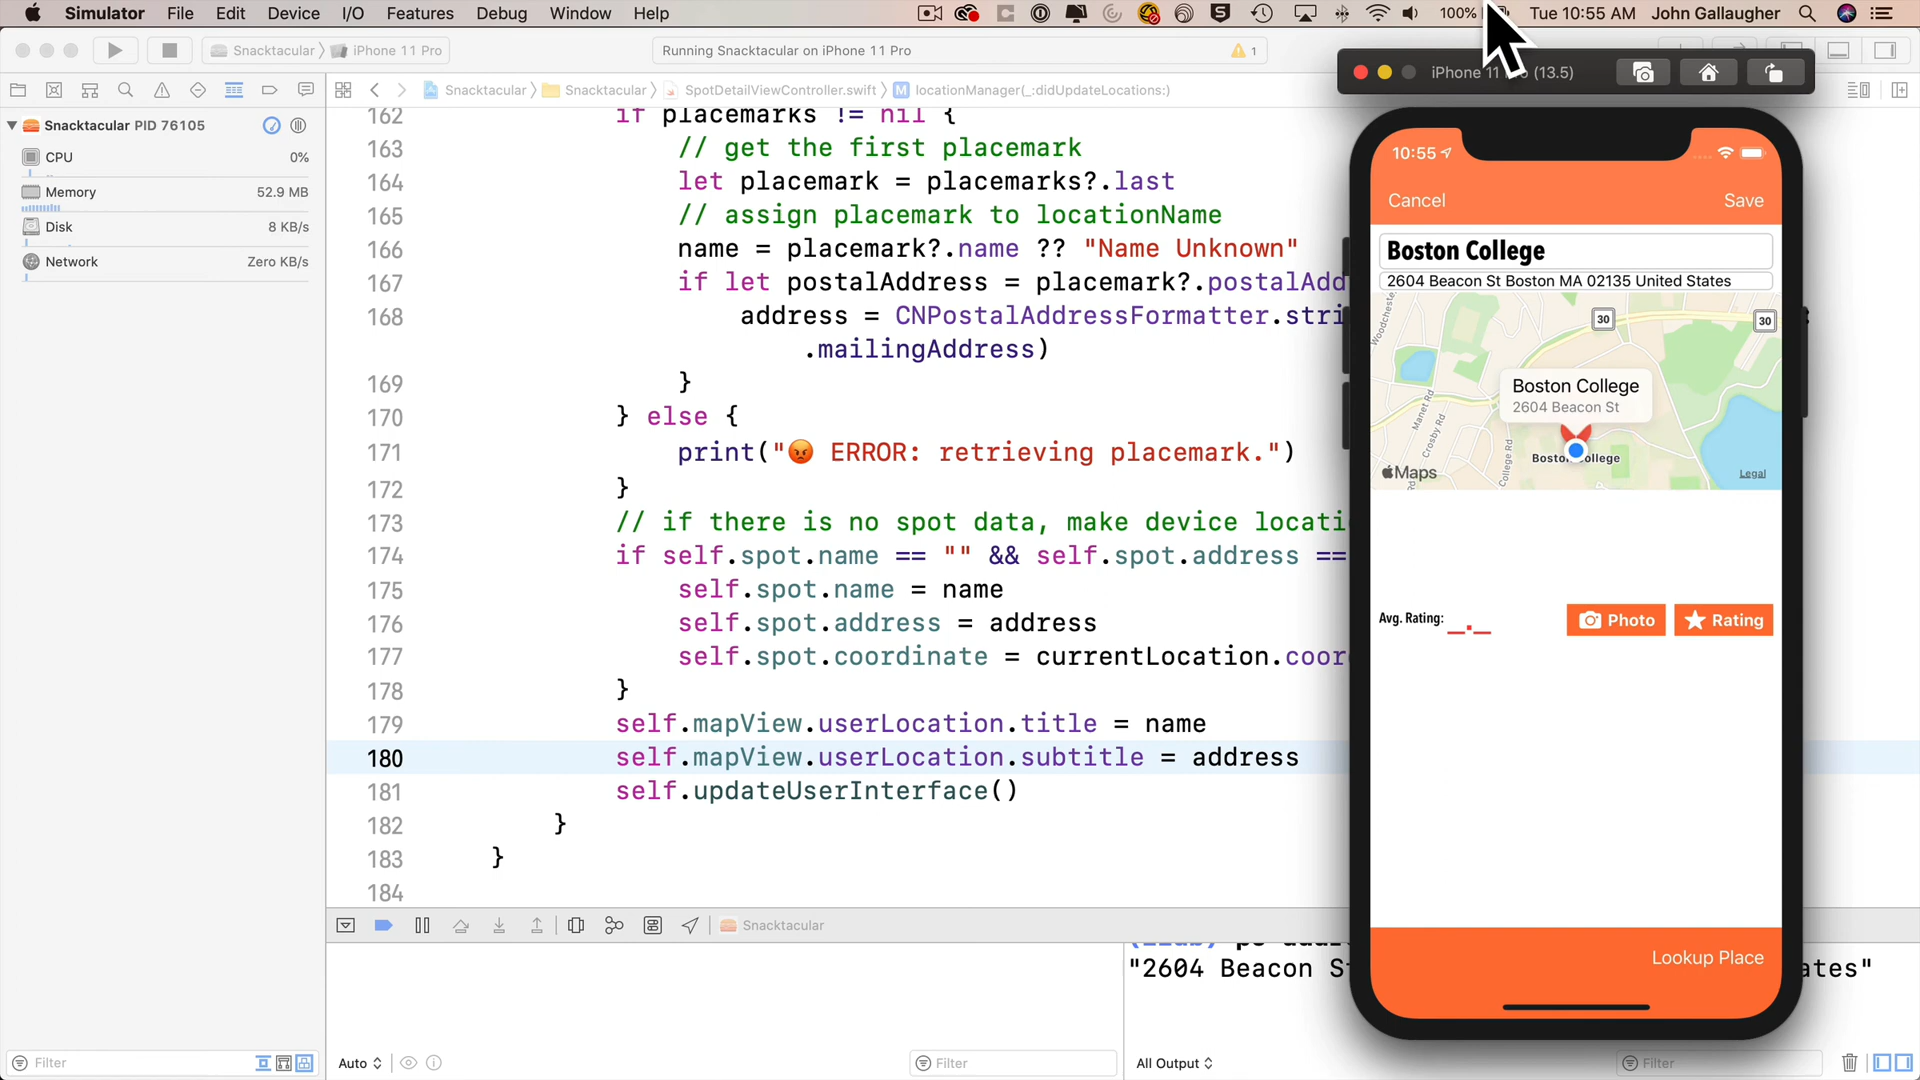 Simulator File Edit Device I/O Features Debug Window Help
100% Tue 10:55 AM John Gallaugher
Snacktacular iPhone 11 Pro
Running Snacktacular on iPhone 11 Pro
1
iPhone 11 (13.5)
Snacktacular Snacktacular SpotDetailViewController.swift locationManager(_:didUpdateLocations:)
Snacktacular PID 76105
CPU 0%
Memory 52.9 MB
Disk 8 KB/s
Network Zero KB/s
162 if placemarks != nil {
163 // get the first placemark
164 let placemark = placemarks?.last
165 // assign placemark to locationName
166 name = placemark?.name ?? "Name Unknown"
167 if let postalAddress = placemark?.postalAdd
168 address = CNPostalAddressFormatter.stri
.mailingAddress)
169 }
170 } else {
171 print("😡 ERROR: retrieving placemark.")
172 }
173 // if there is no spot data, make device locati
174 if self.spot.name == "" && self.spot.address ==
175 self.spot.name = name
176 self.spot.address = address
177 self.spot.coordinate = currentLocation.coor
178 }
179 self.mapView.userLocation.title = name
180 self.mapView.userLocation.subtitle = address
181 self.updateUserInterface()
182 }
183 }
184
Snacktacular
"2604 Beacon S
ates"
Filter
Auto
Filter
All Output
Filter
10:55
Cancel Save
Boston College
2604 Beacon St Boston MA 02135 United States
30
30
Manet Rd
Crosby Rd
College Rd
Boston College
2604 Beacon St
Maps
Legal
Avg. Rating: _._
Photo
Rating
Lookup Place